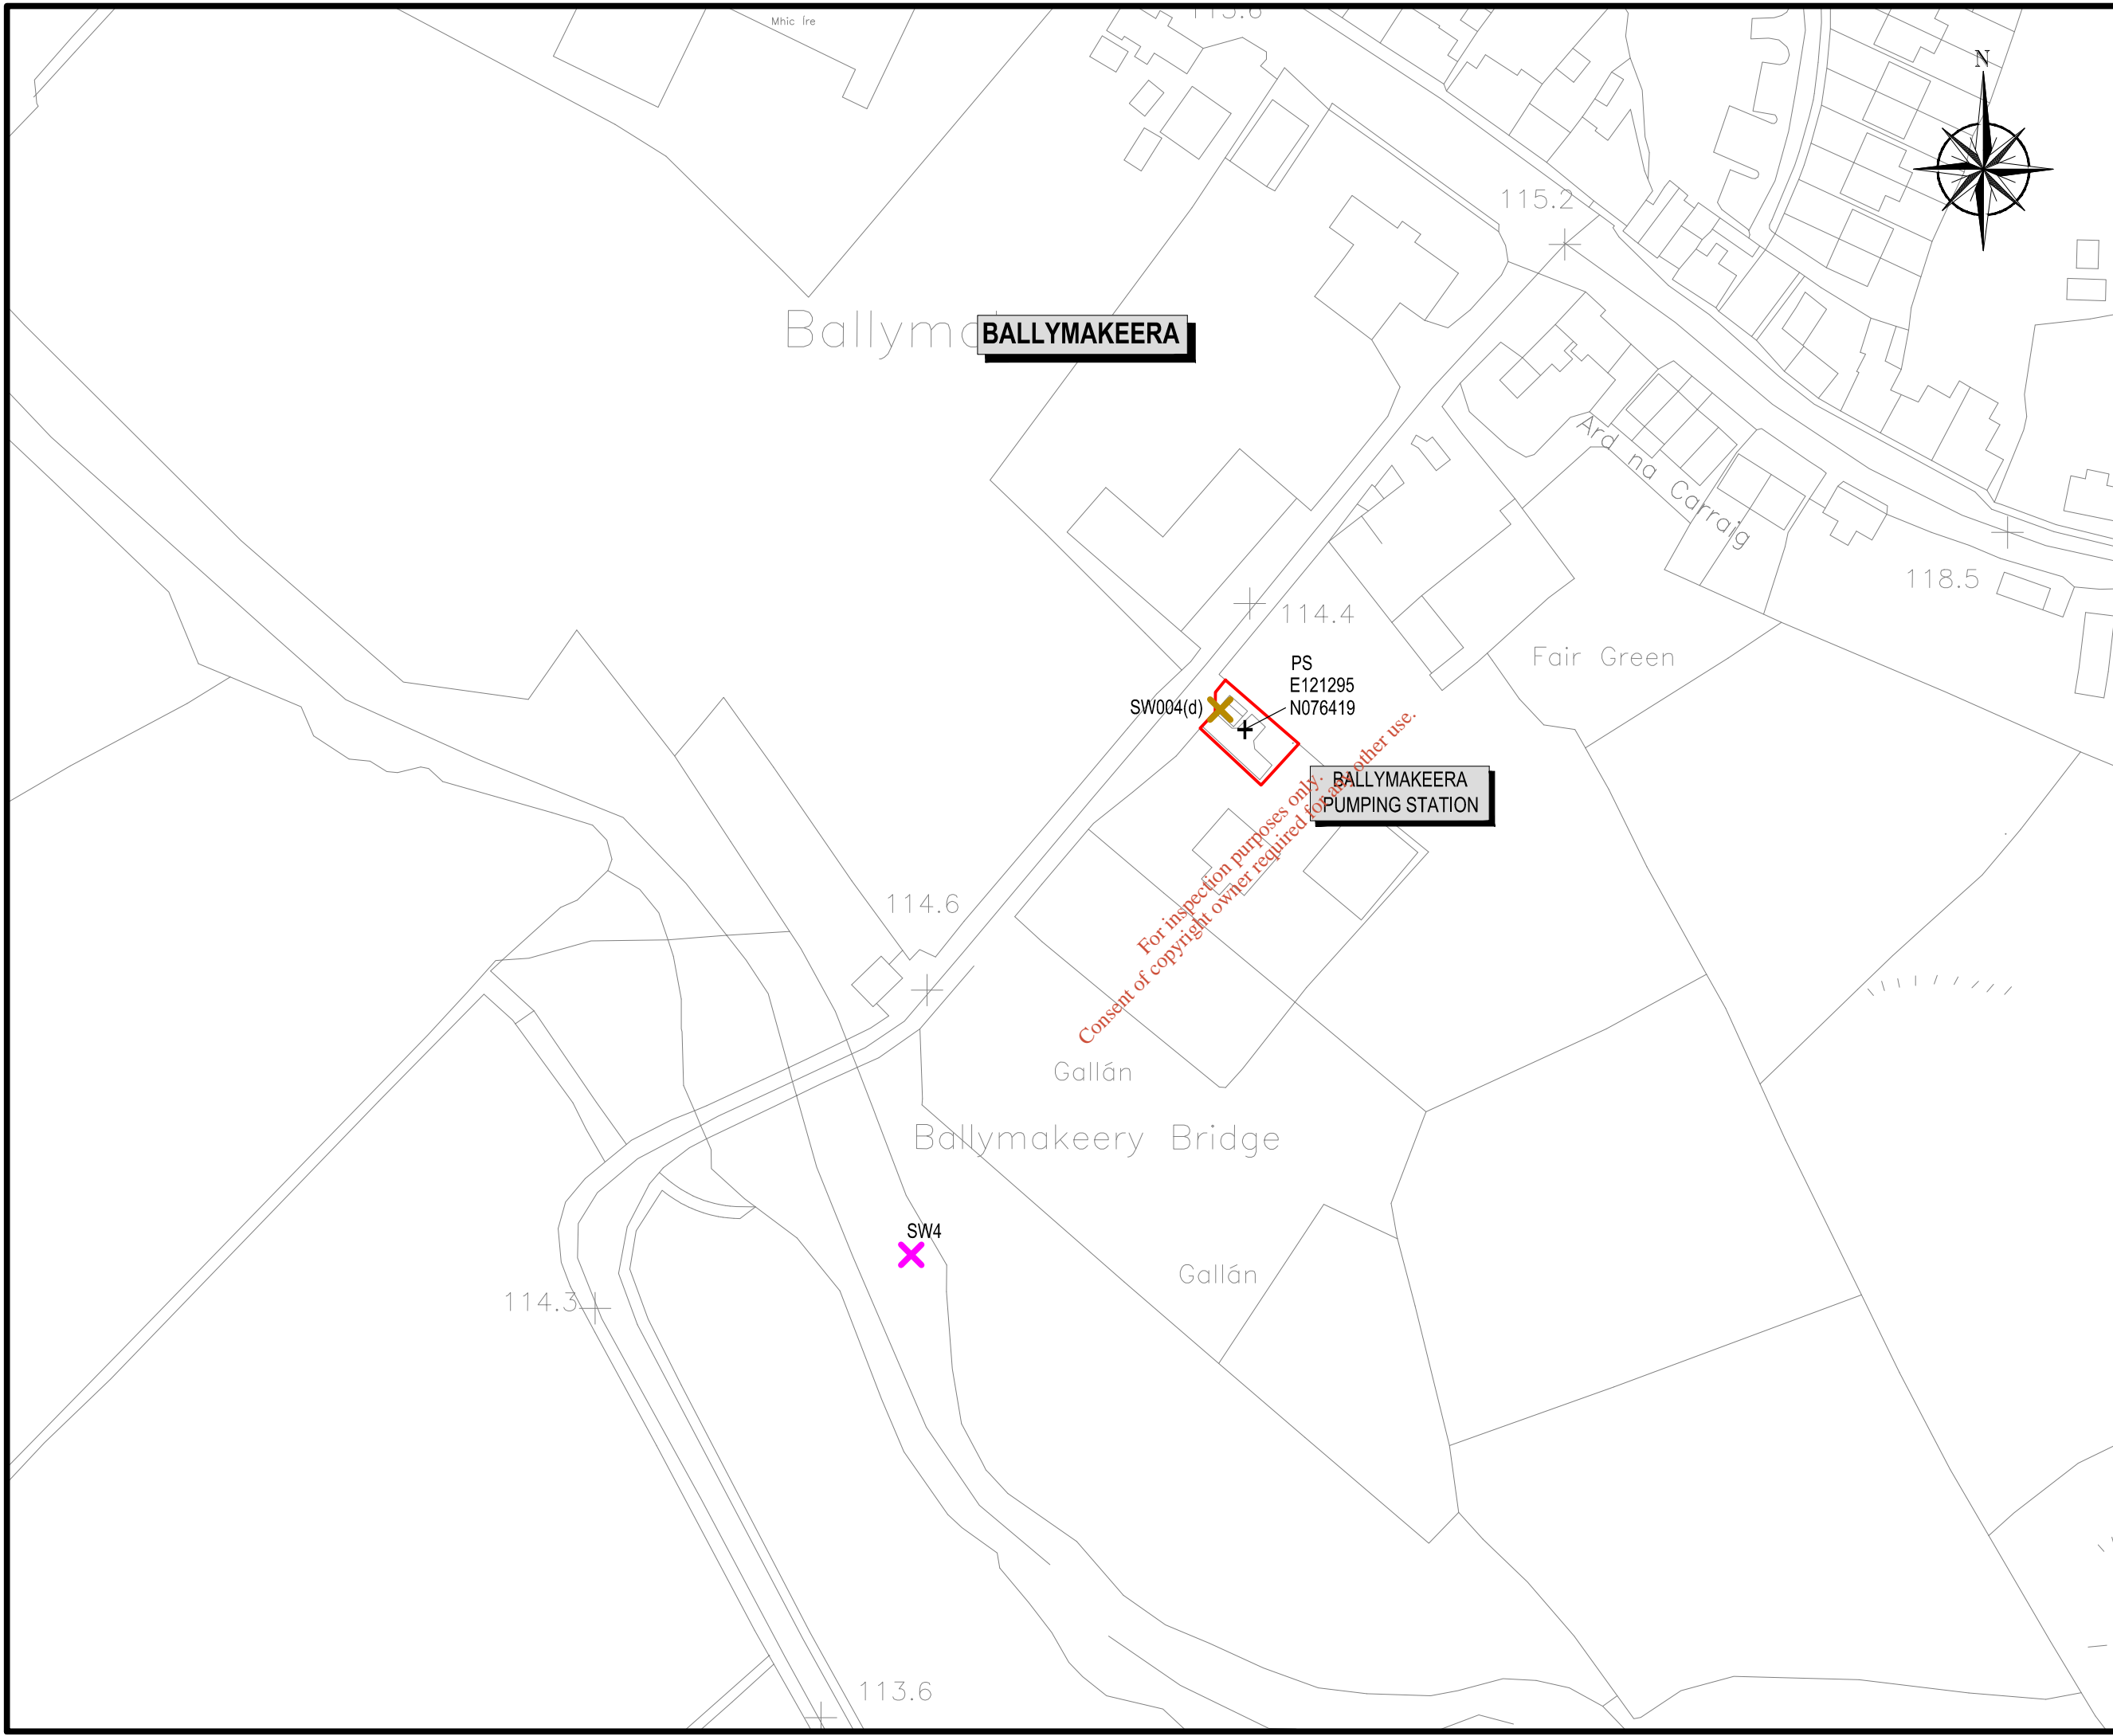 Mhic Íre
N
115.2
BALLYMAKEERA
Ard na Carraig
118.5
114.4
Fair Green
PS
E121295
N076419
SW004(d)
BALLYMAKEERA
PUMPING STATION
For inspection purposes only.
Consent of copyright owner required for any other use.
114.6
Gallán
Ballymakeery Bridge
SW4
Gallán
114.3
113.6